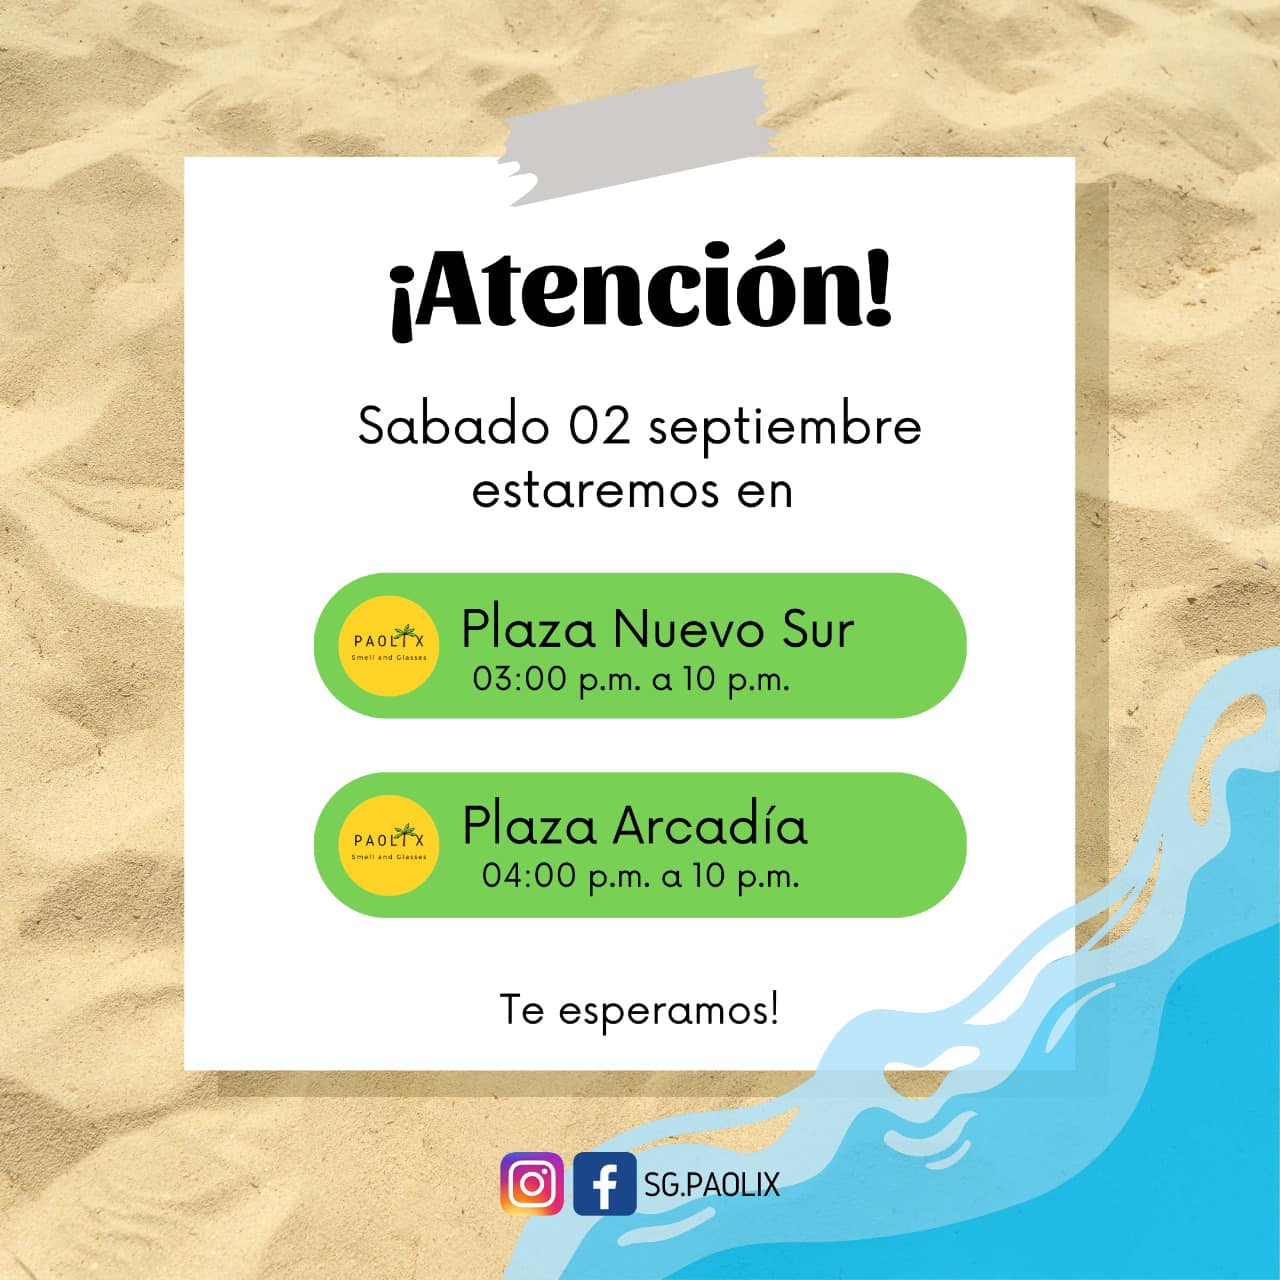 ¡Atención!
Sabado 02 septiembre
estaremos en
PAOLIX
Smell and Glasses
Plaza Nuevo Sur
03:00 p.m. a 10 p.m.
PAOLIX
Smell and Glasses
Plaza Arcadía
04:00 p.m. a 10 p.m.
Te esperamos!
SG.PAOLIX